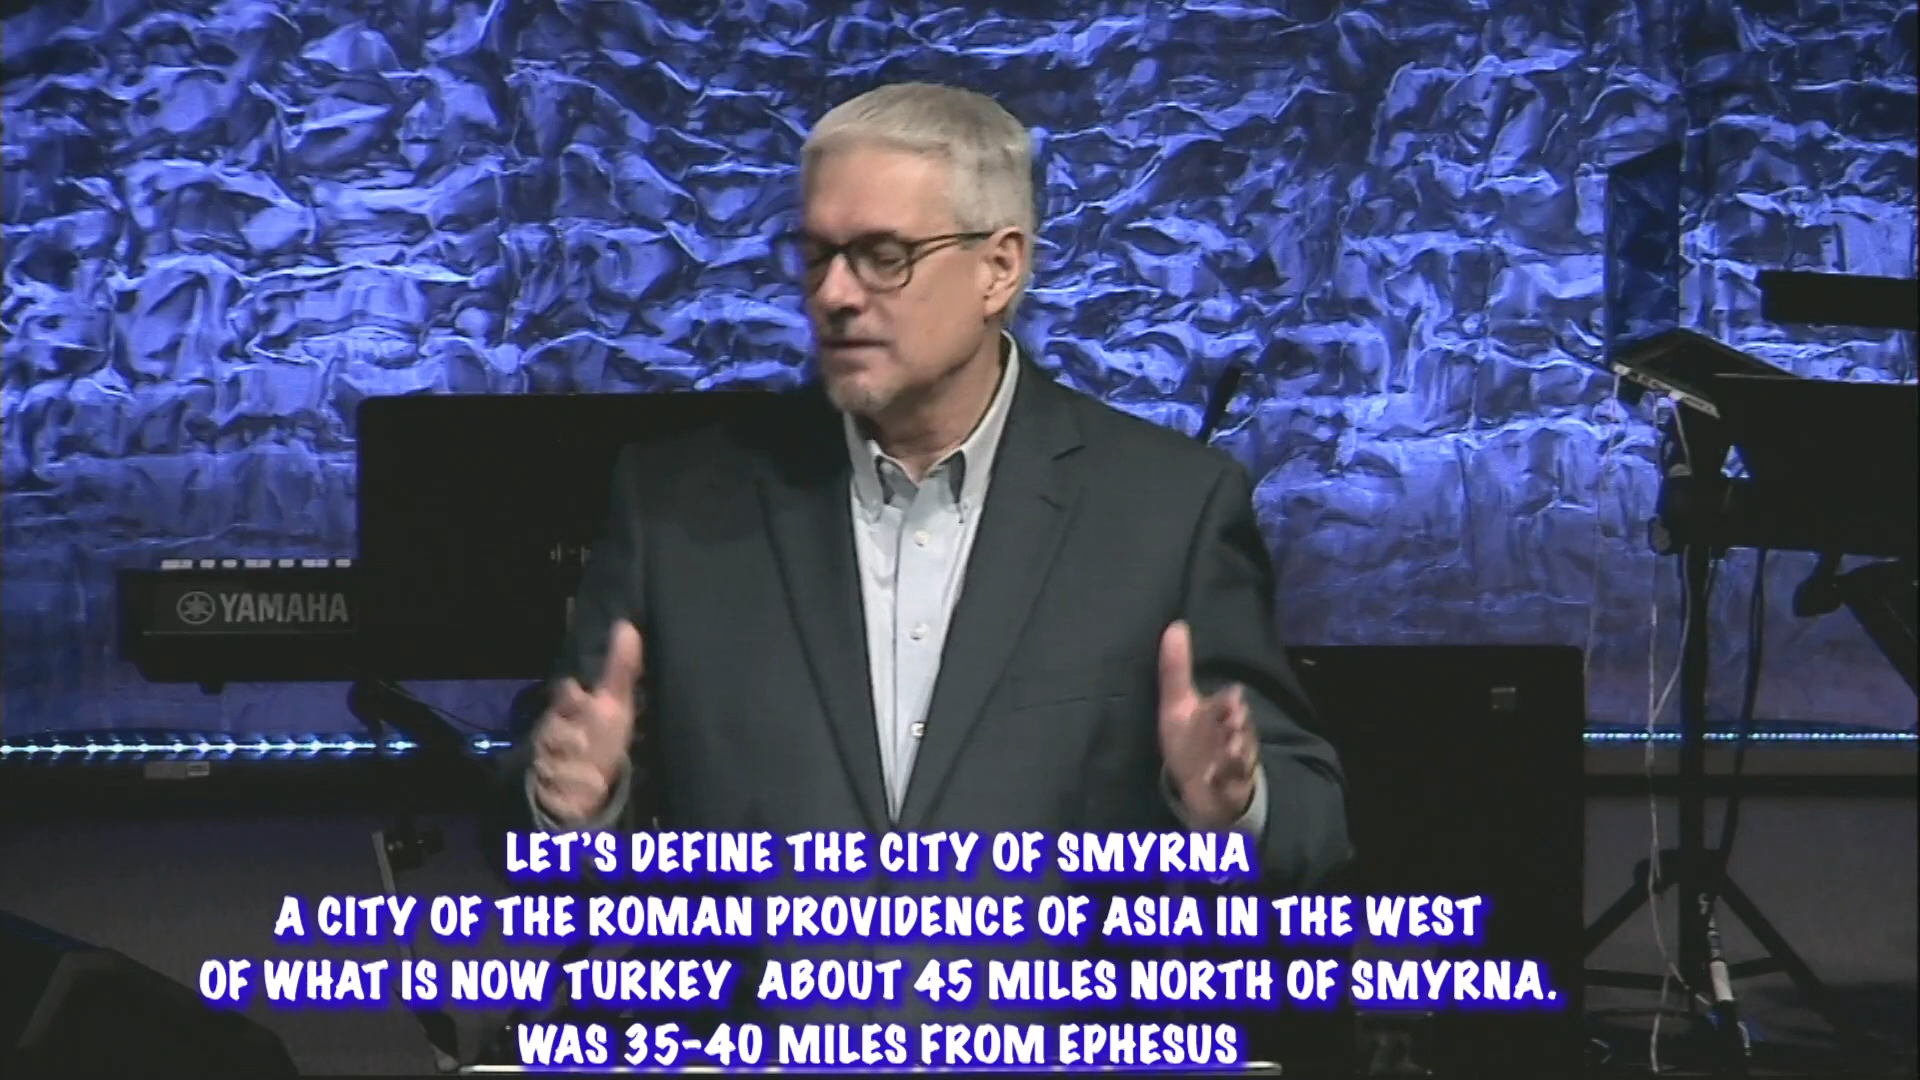 YAMAHA
LET'S DEFINE THE CITY OF SMYRNA
A CITY OF THE ROMAN PROVIDENCE OF ASIA IN THE WEST
OF WHAT IS NOW TURKEY ABOUT 45 MILES NORTH OF SMYRNA.
WAS 35-40 MILES FROM EPHESUS